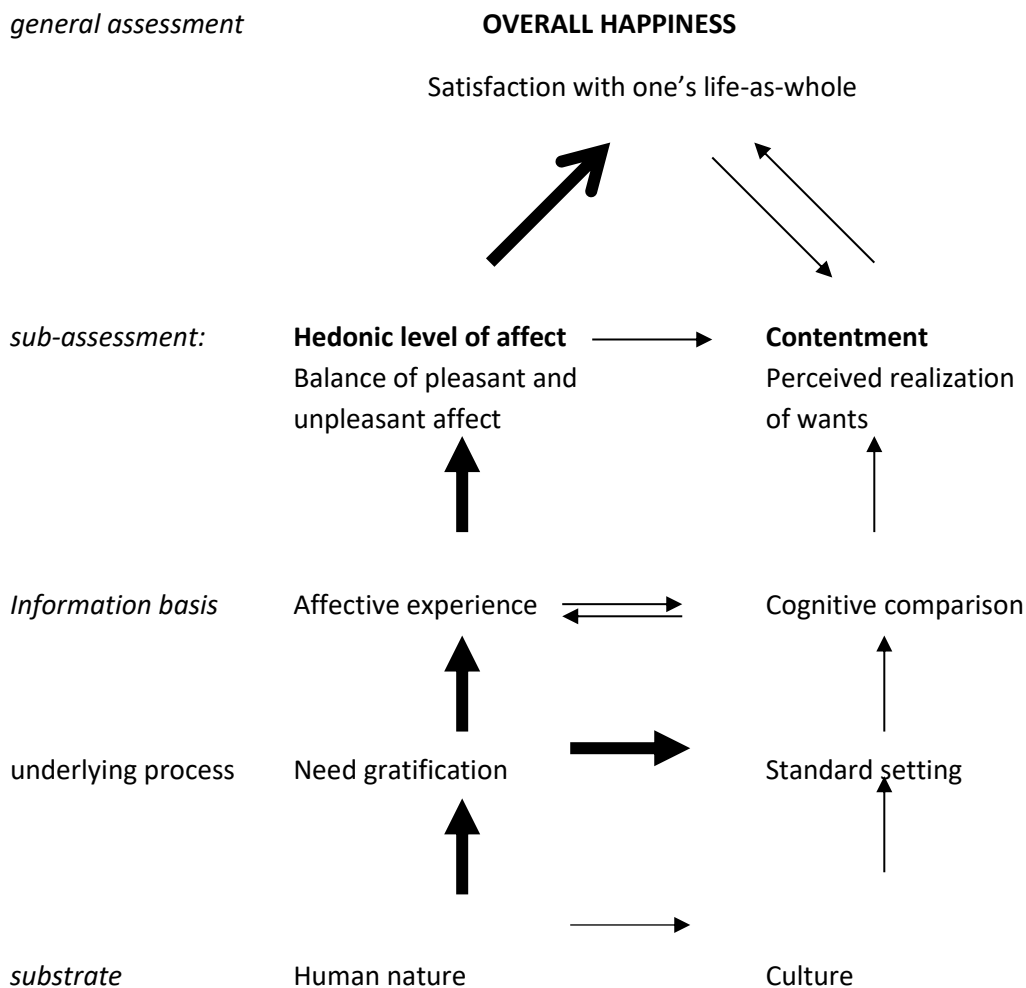 general assessment OVERALL HAPPINESS
Satisfaction with one’s life-as-whole
sub-assessment: Hedonic level of affect Contentment
Balance of pleasant and Perceived realization
unpleasant affect of wants
Information basis Affective experience Cognitive comparison
underlying process Need gratification Standard setting
substrate Human nature Culture